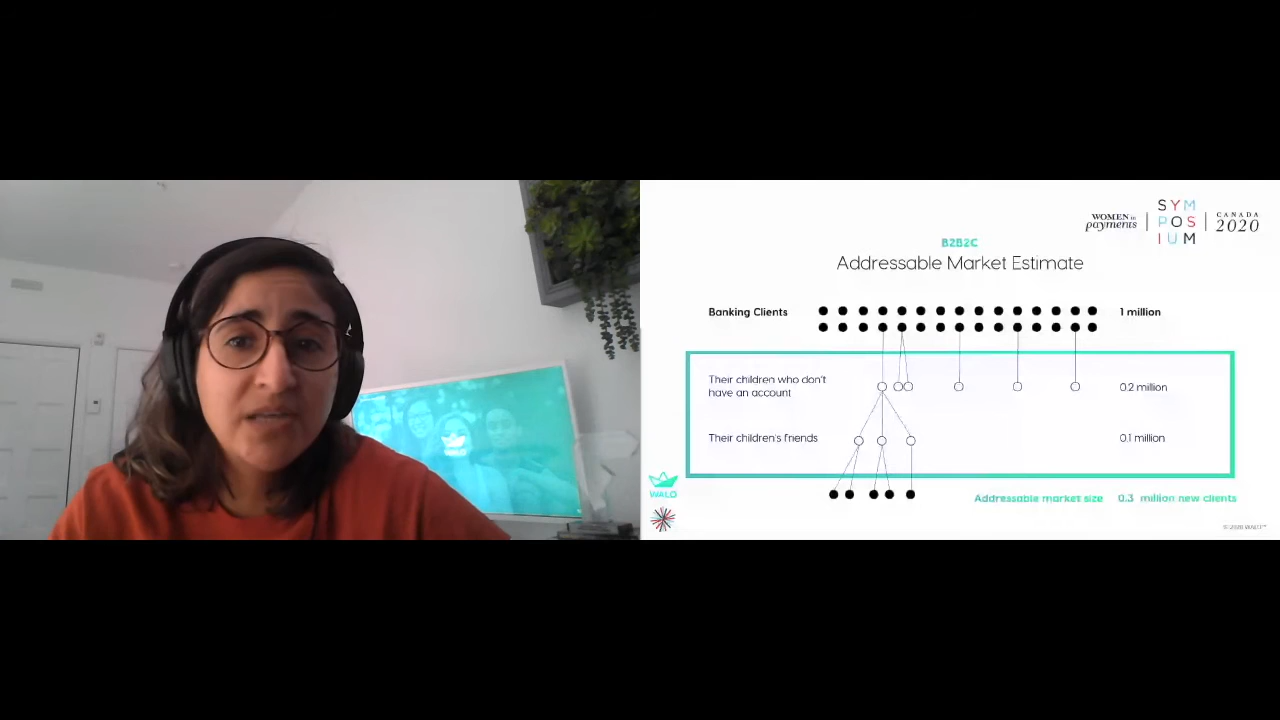 WOMEN in
payments
SYM
POS
IUM
CANADA
2020
B2B2C
Addressable Market Estimate
Banking Clients
1 million
Their children who don't
have an account
0.2 million
Their children's friends
0.1 million
Addressable market size 0.3 million new clients
WALO